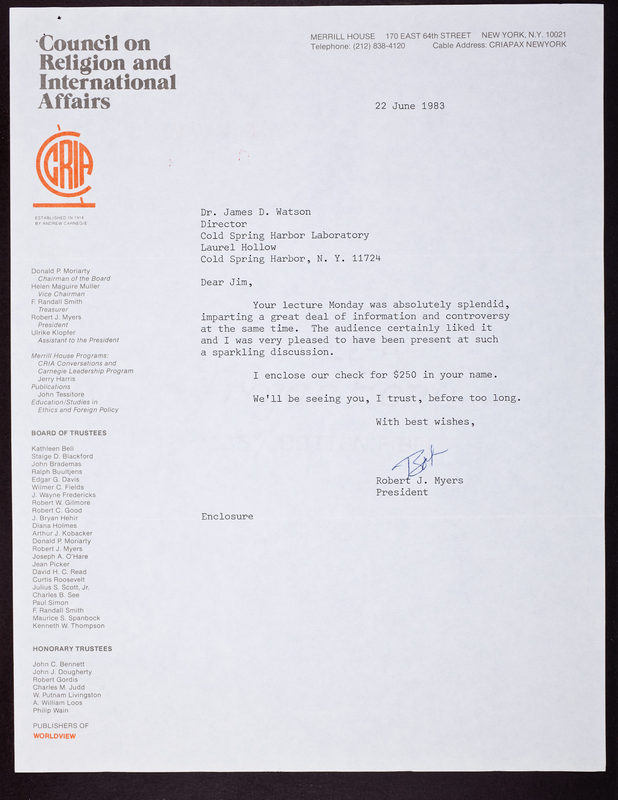 Council on
Religion and
International
Affairs
MERRILL HOUSE 170 EAST 64th STREET NEW YORK, N.Y. 10021
Telephone: (212) 838-4120 Cable Address: CRIAPAX NEWYORK
CRIA
ESTABLISHED IN 1914
BY ANDREW CARNEGIE
22 June 1983
Dr. James D. Watson
Director
Cold Spring Harbor Laboratory
Laurel Hollow
Cold Spring Harbor, N. Y. 11724
Dear Jim,
Your lecture Monday was absolutely splendid,
imparting a great deal of information and controversy
at the same time. The audience certainly liked it
and I was very pleased to have been present at such
a sparkling discussion.
I enclose our check for $250 in your name.
We'll be seeing you, I trust, before too long.
With best wishes,
Bob
Robert J. Myers
President
Enclosure
Donald P. Moriarty
Chairman of the Board
Helen Maguire Muller
Vice Chairman
F. Randall Smith
Treasurer
Robert J. Myers
President
Ulrike Klopfer
Assistant to the President
Merrill House Programs:
CRIA Conversations and
Carnegie Leadership Program
Jerry Harris
Publications
John Tessitore
Education/Studies in
Ethics and Foreign Policy
BOARD OF TRUSTEES
Kathleen Bell
Staige D. Blackford
John Brademas
Ralph Buultjens
Edgar G. Davis
Wilmer C. Fields
J. Wayne Fredericks
Robert W. Gilmore
Robert C. Good
J. Bryan Hehir
Diana Holmes
Arthur J. Kobacker
Donald P. Moriarty
Robert J. Myers
Joseph A. O'Hare
Jean Picker
David H. C. Read
Curtis Roosevelt
Julius S. Scott, Jr.
Charles B. See
Paul Simon
F. Randall Smith
Maurice S. Spanbock
Kenneth W. Thompson
HONORARY TRUSTEES
John C. Bennett
John J. Dougherty
Robert Gordis
Charles M. Judd
W. Putnam Livingston
A. William Loos
Philip Wain
PUBLISHERS OF
WORLDVIEW